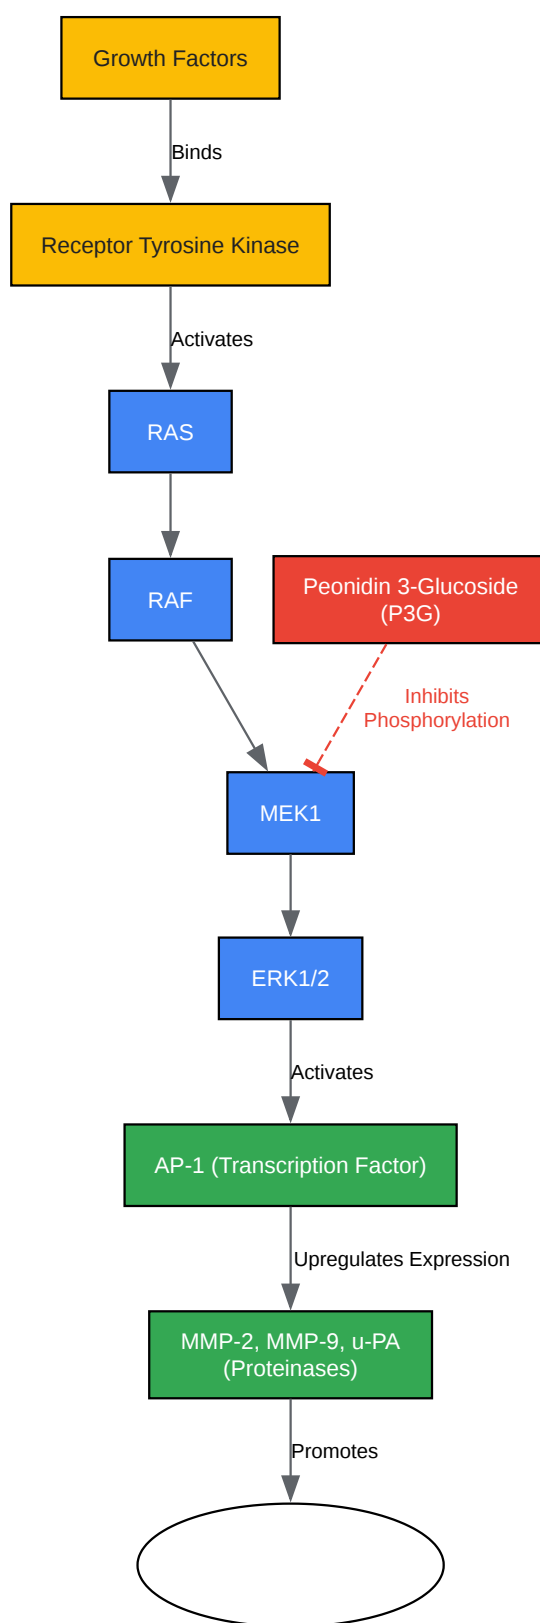 Growth Factors
Binds
Receptor Tyrosine Kinase
Activates
RAS
RAF
Peonidin 3-Glucoside
(P3G)
Inhibits
Phosphorylation
MEK1
ERK1/2
Activates
AP-1 (Transcription Factor)
Upregulates Expression
MMP-2, MMP-9, u-PA
(Proteinases)
Promotes